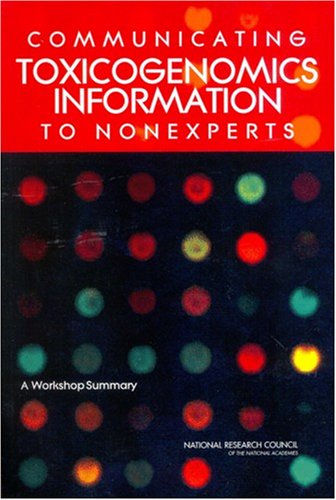 COMMUNICATING
TOXICOGENOMICS
INFORMATION
TO NONEXPERTS
A Workshop Summary
NATIONAL RESEARCH COUNCIL
OF THE NATIONAL ACADEMIES